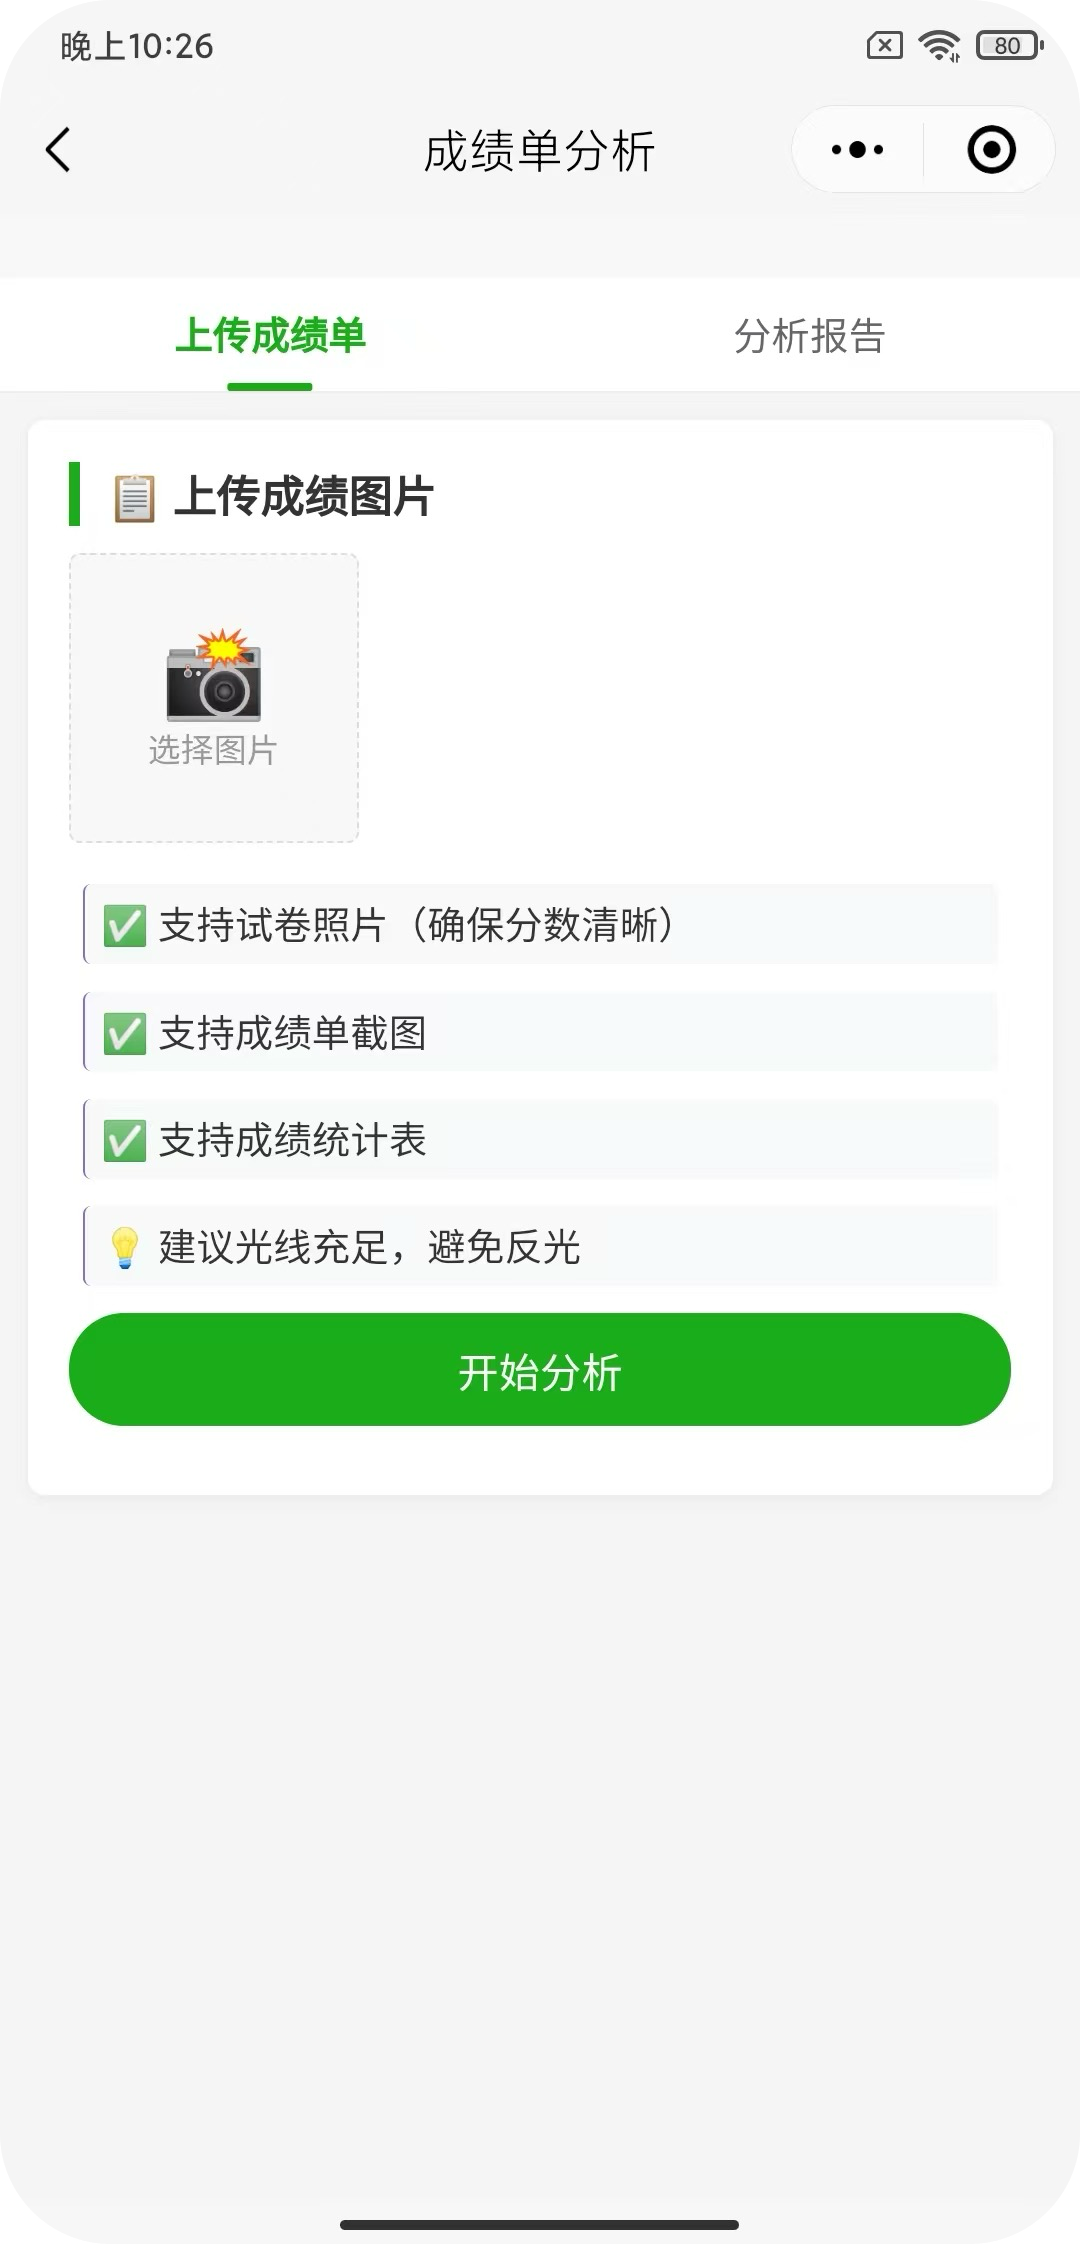 晚上10:26
80
成绩单分析
上传成绩单
分析报告
上传成绩图片
选择图片
支持试卷照片（确保分数清晰）
支持成绩单截图
支持成绩统计表
建议光线充足，避免反光
开始分析